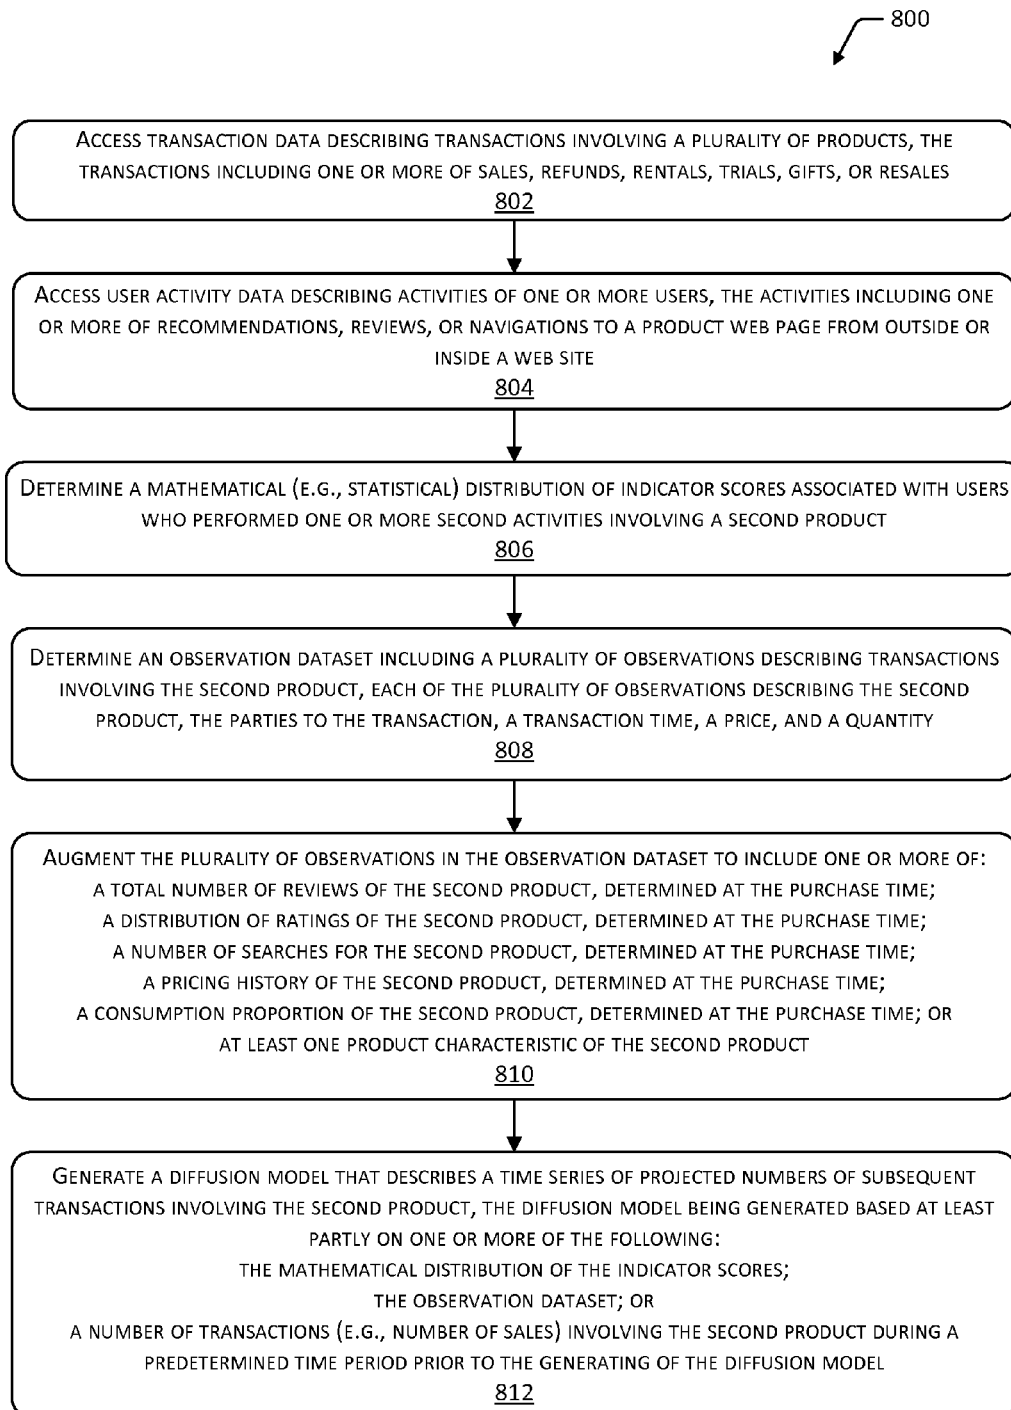 800
ACCESS TRANSACTION DATA DESCRIBING TRANSACTIONS INVOLVING A PLURALITY OF PRODUCTS, THE
TRANSACTIONS INCLUDING ONE OR MORE OF SALES, REFUNDS, RENTALS, TRIALS, GIFTS, OR RESALES
802
ACCESS USER ACTIVITY DATA DESCRIBING ACTIVITIES OF ONE OR MORE USERS, THE ACTIVITIES INCLUDING ONE
OR MORE OF RECOMMENDATIONS, REVIEWS, OR NAVIGATIONS TO A PRODUCT WEB PAGE FROM OUTSIDE OR
INSIDE A WEB SITE
804
DETERMINE A MATHEMATICAL (E.G., STATISTICAL) DISTRIBUTION OF INDICATOR SCORES ASSOCIATED WITH USERS
WHO PERFORMED ONE OR MORE SECOND ACTIVITIES INVOLVING A SECOND PRODUCT
806
DETERMINE AN OBSERVATION DATASET INCLUDING A PLURALITY OF OBSERVATIONS DESCRIBING TRANSACTIONS
INVOLVING THE SECOND PRODUCT, EACH OF THE PLURALITY OF OBSERVATIONS DESCRIBING THE SECOND
PRODUCT, THE PARTIES TO THE TRANSACTION, A TRANSACTION TIME, A PRICE, AND A QUANTITY
808
AUGMENT THE PLURALITY OF OBSERVATIONS IN THE OBSERVATION DATASET TO INCLUDE ONE OR MORE OF:
A TOTAL NUMBER OF REVIEWS OF THE SECOND PRODUCT, DETERMINED AT THE PURCHASE TIME;
A DISTRIBUTION OF RATINGS OF THE SECOND PRODUCT, DETERMINED AT THE PURCHASE TIME;
A NUMBER OF SEARCHES FOR THE SECOND PRODUCT, DETERMINED AT THE PURCHASE TIME;
A PRICING HISTORY OF THE SECOND PRODUCT, DETERMINED AT THE PURCHASE TIME;
A CONSUMPTION PROPORTION OF THE SECOND PRODUCT, DETERMINED AT THE PURCHASE TIME; OR
AT LEAST ONE PRODUCT CHARACTERISTIC OF THE SECOND PRODUCT
810
GENERATE A DIFFUSION MODEL THAT DESCRIBES A TIME SERIES OF PROJECTED NUMBERS OF SUBSEQUENT
TRANSACTIONS INVOLVING THE SECOND PRODUCT, THE DIFFUSION MODEL BEING GENERATED BASED AT LEAST
PARTLY ON ONE OR MORE OF THE FOLLOWING:
THE MATHEMATICAL DISTRIBUTION OF THE INDICATOR SCORES;
THE OBSERVATION DATASET; OR
A NUMBER OF TRANSACTIONS (E.G., NUMBER OF SALES) INVOLVING THE SECOND PRODUCT DURING A
PREDETERMINED TIME PERIOD PRIOR TO THE GENERATING OF THE DIFFUSION MODEL
812